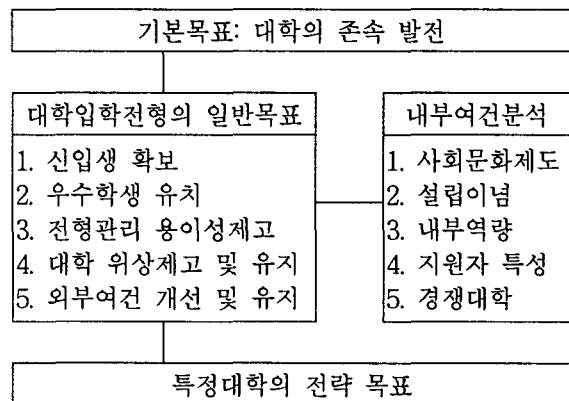 기본목표: 대학의 존속 발전
대학입학전형의 일반목표
1. 신입생 확보
2. 우수학생 유치
3. 전형관리 용이성제고
4. 대학 위상제고 및 유지
5. 외부여건 개선 및 유지
내부여건분석
1. 사회문화제도
2. 설립이념
3. 내부역량
4. 지원자 특성
5. 경쟁대학
특정대학의 전략 목표